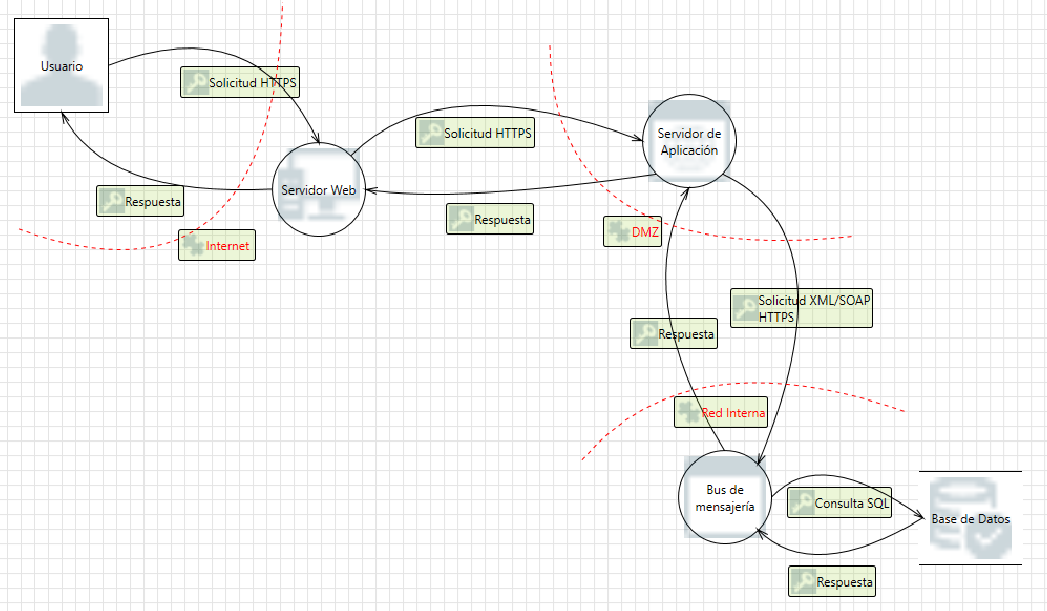 Usuario
Solicitud HTTPS
Solicitud HTTPS
Servidor de
Aplicación
Servidor Web
Respuesta
Respuesta
Internet
DMZ
Solicitud XML/SOAP
HTTPS
Respuesta
Red Interna
Bus de
mensajería
Consulta SQL
Base de Datos
Respuesta